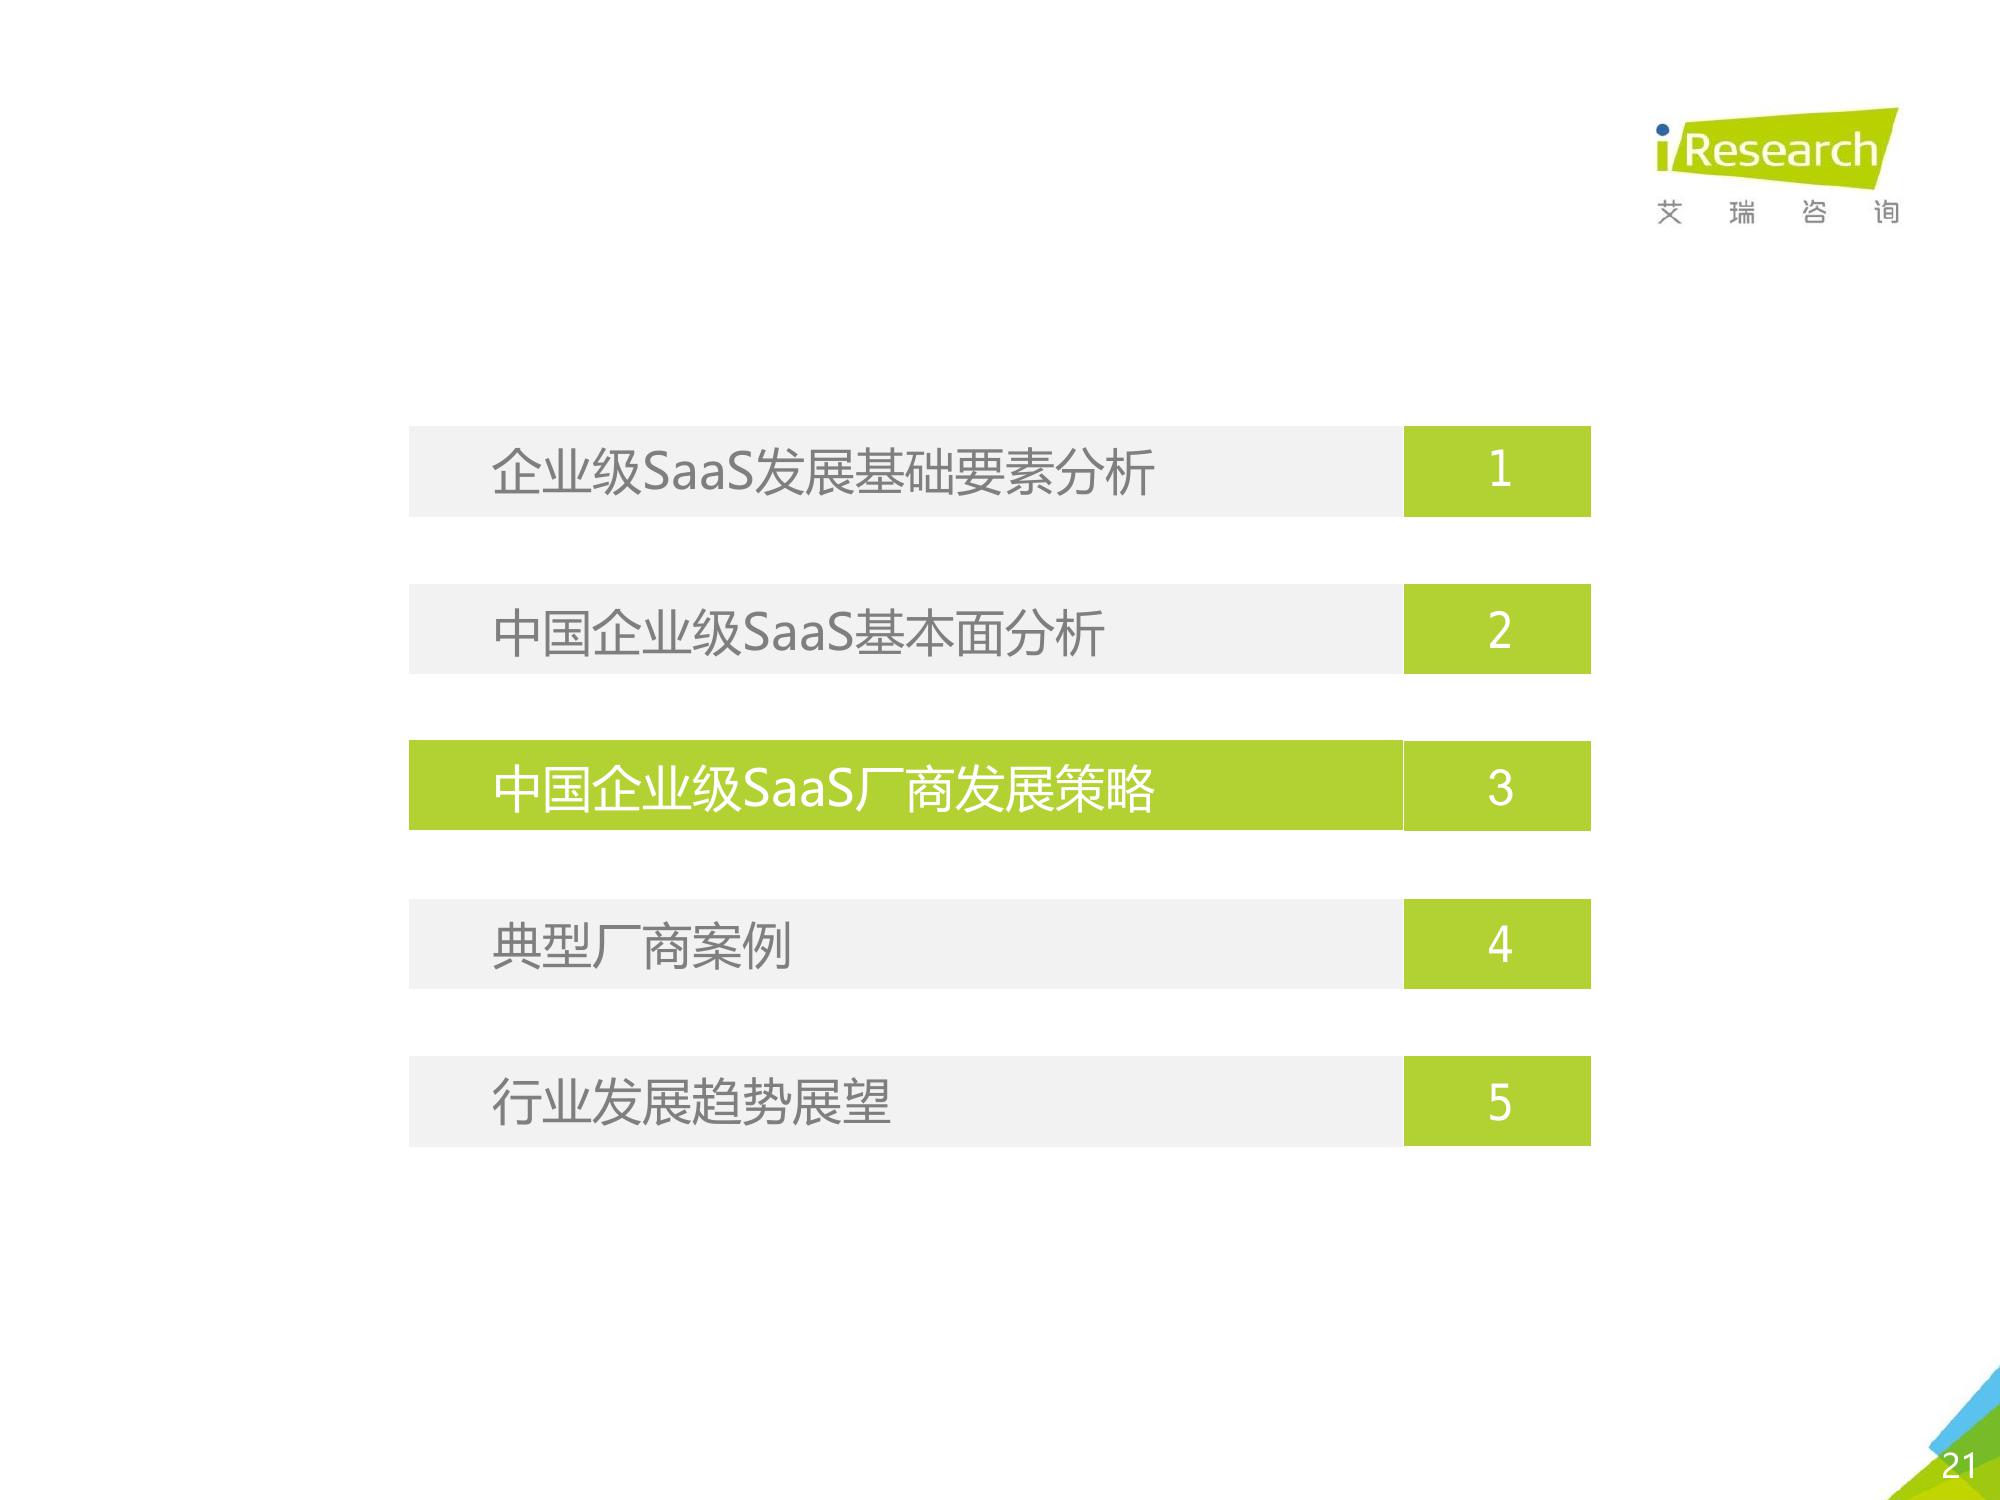 iResearch
艾瑞咨询
企业级SaaS发展基础要素分析 1
中国企业级SaaS基本面分析 2
中国企业级SaaS厂商发展策略 3
典型厂商案例 4
行业发展趋势展望 5
21